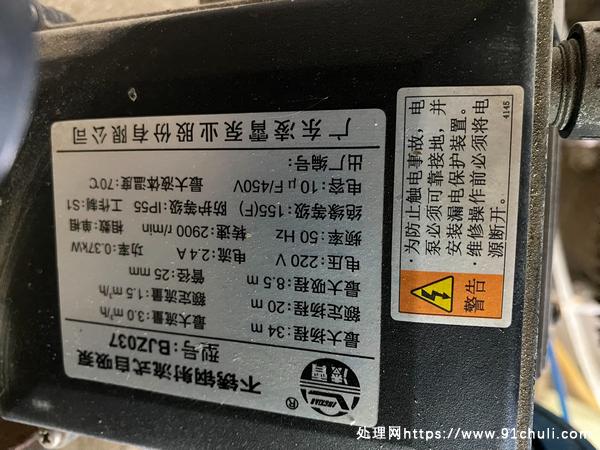 凌霄
LINGXIAO
®
不锈钢射流式自吸泵
型号:BJZ037
最大扬程:34 m 最大流量:3.0 m³/h
额定扬程:20 m 额定流量:1.5 m³/h
最大吸程:8.5 m 管径:25 mm
电压:220 V 电流:2.4 A 功率:0.37kW
频率:50 Hz 转速:2900 r/min 相数:单相
绝缘等级:155(F) 防护等级:IP55 工作制:S1
电容:10 μF/450V 最大液体温度:70℃
出厂编号:
广东凌霄泵业股份有限公司
警告
·为防止触电事故，电
泵必须可靠接地，并
安装漏电保护装置。
·维修操作前必须将电
源断开。
4145
处理网https://www.91chuli.com/